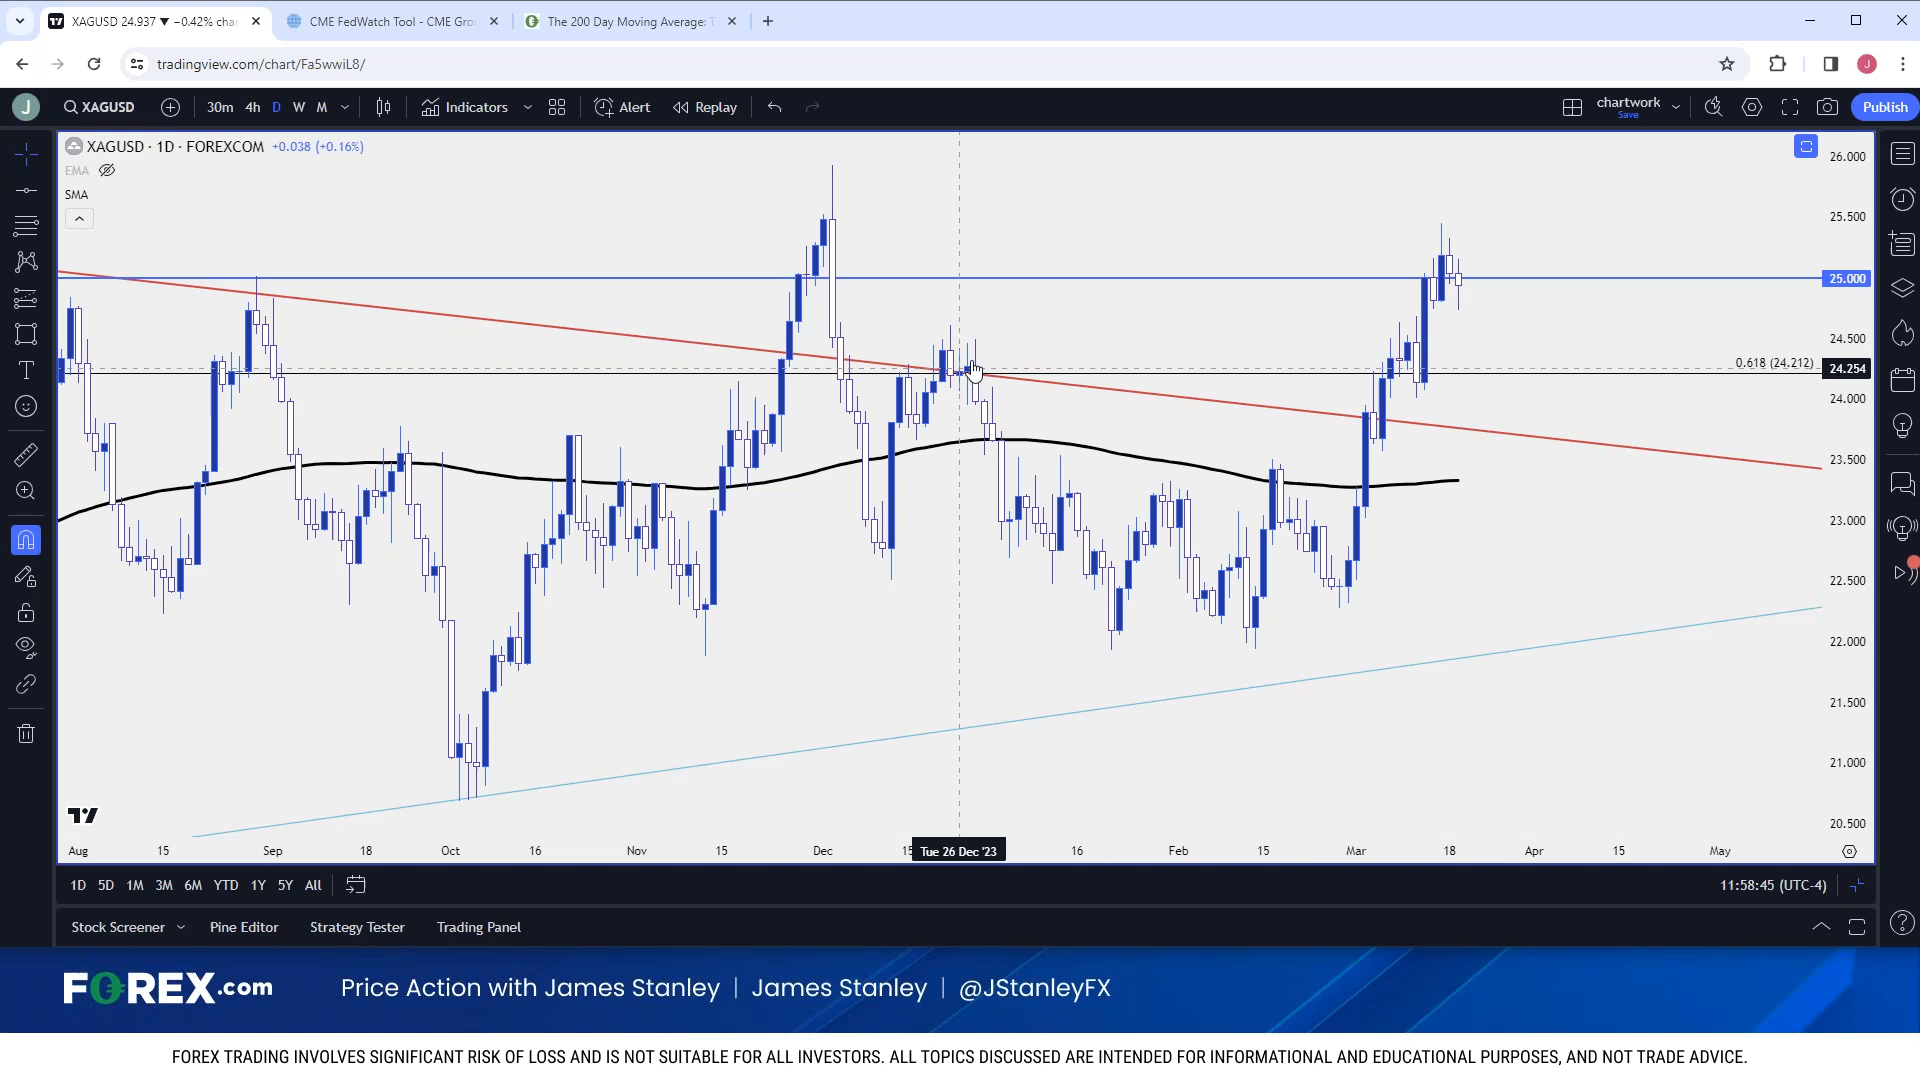 XAGUSD 24.937 ▼ −0.42% cha
CME FedWatch Tool - CME Gro
The 200 Day Moving Average: T
tradingview.com/chart/Fa5wwiL8/
J
J
XAGUSD
30m 4h D W M
Indicators
Alert
Replay
chartwork
Save
Publish
XAGUSD · 1D · FOREXCOM +0.038 (+0.16%)
EMA
SMA
26.000
25.500
25.000
24.500
0.618 (24.212)
24.254
24.000
23.500
23.000
22.500
22.000
21.500
21.000
20.500
Aug 15 Sep 18 Oct 16 Nov 15 Dec 15 Tue 26 Dec '23 16 Feb 15 Mar 18 Apr 15 May
1D 5D 1M 3M 6M YTD 1Y 5Y All
11:58:45 (UTC-4)
Stock Screener Pine Editor Strategy Tester Trading Panel
FOREX.com
Price Action with James Stanley | James Stanley | @JStanleyFX
FOREX TRADING INVOLVES SIGNIFICANT RISK OF LOSS AND IS NOT SUITABLE FOR ALL INVESTORS. ALL TOPICS DISCUSSED ARE INTENDED FOR INFORMATIONAL AND EDUCATIONAL PURPOSES, AND NOT TRADE ADVICE.